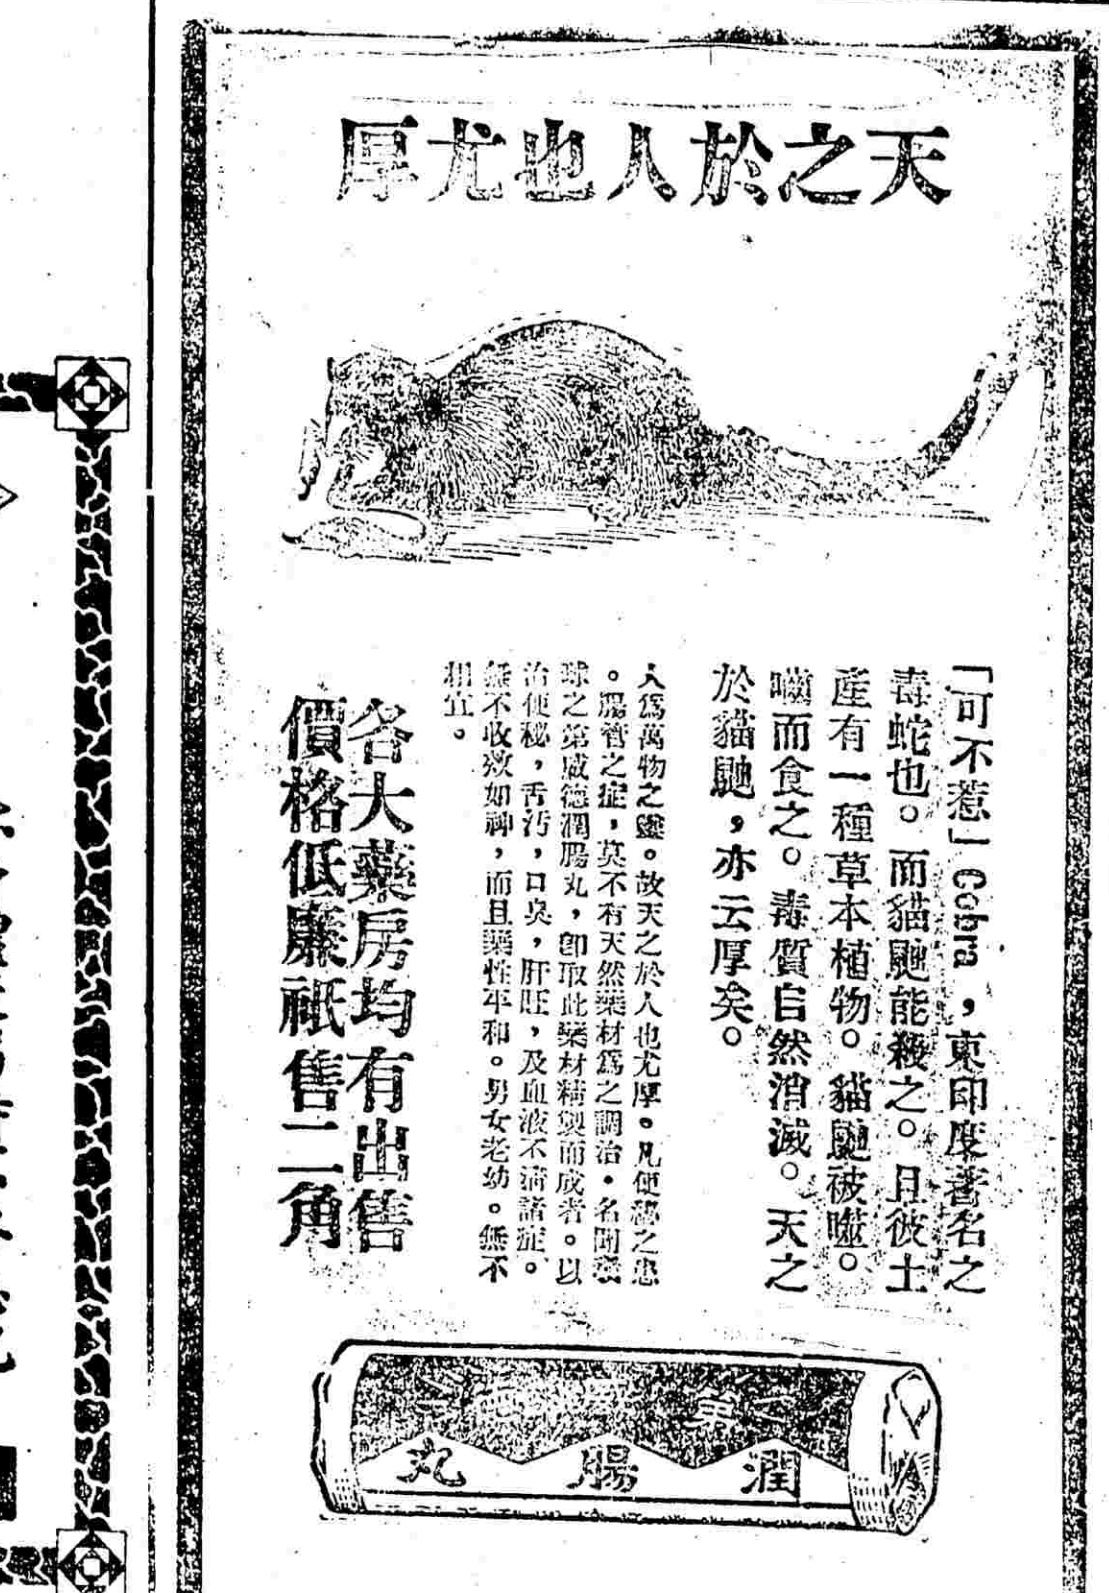 天之於人也尤厚
「可不惹」Cobra，東印度著名之
毒蛇也。而貓鼬能殺之。且彼土
產有一種草本植物。貓鼬被噬。
嚙而食之。毒質自然消滅。天之
於貓鼬，亦云厚矣。
人爲萬物之靈。故天之於人也尤厚。凡便祕之患
。腸管之症，莫不有天然藥材爲之調治。名聞寰
球之第威德潤腸丸，卽取此藥材精製而成者。以
治便秘，舌汚，口臭，肝旺，及血液不淸諸症。
無不收效如神，而且藥性平和。男女老幼。無不
相宜。
各大藥房均有出售
價格低廉祇售二角
第
潤腸丸